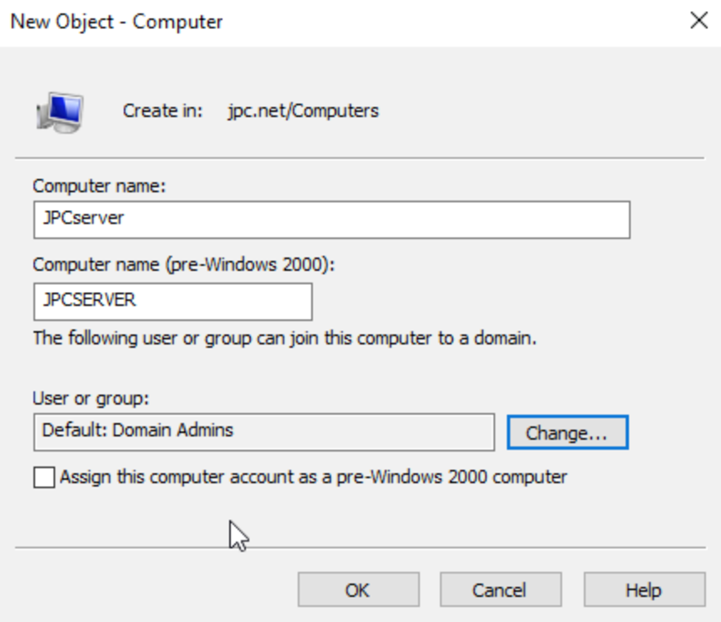 New Object - Computer
Create in: jpc.net/Computers
Computer name:
JPCserver
Computer name (pre-Windows 2000):
JPCSERVER
The following user or group can join this computer to a domain.
User or group:
Default: Domain Admins
Change...
Assign this computer account as a pre-Windows 2000 computer
OK Cancel Help